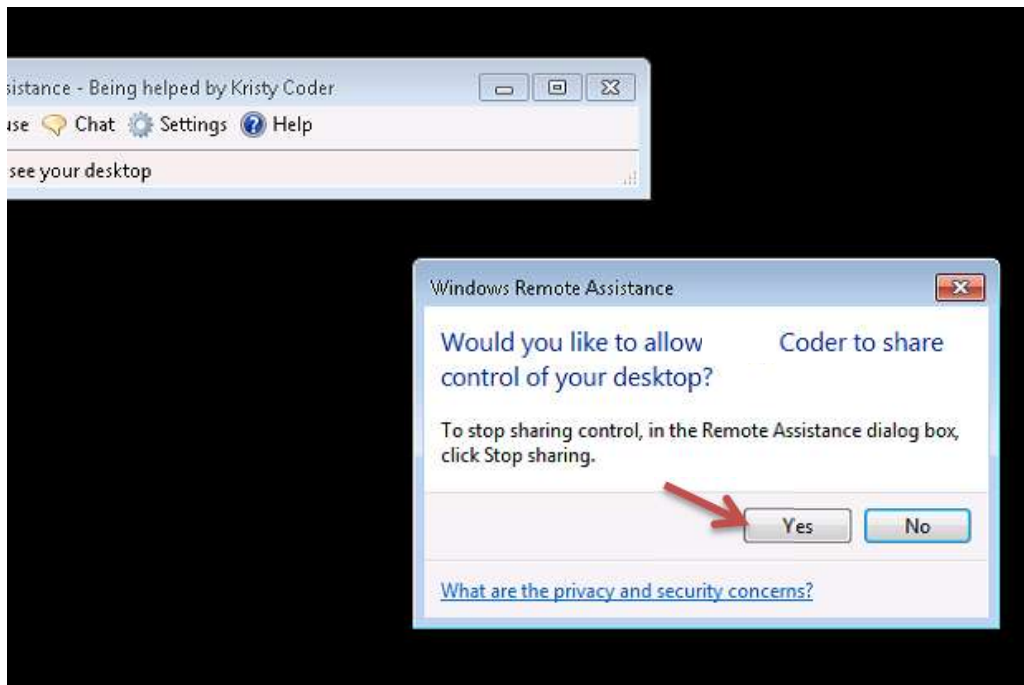 sistance - Being helped by Kristy Coder
use Chat Settings Help
see your desktop
Windows Remote Assistance
Would you like to allow Coder to share
control of your desktop?
To stop sharing control, in the Remote Assistance dialog box,
click Stop sharing.
Yes No
What are the privacy and security concerns?